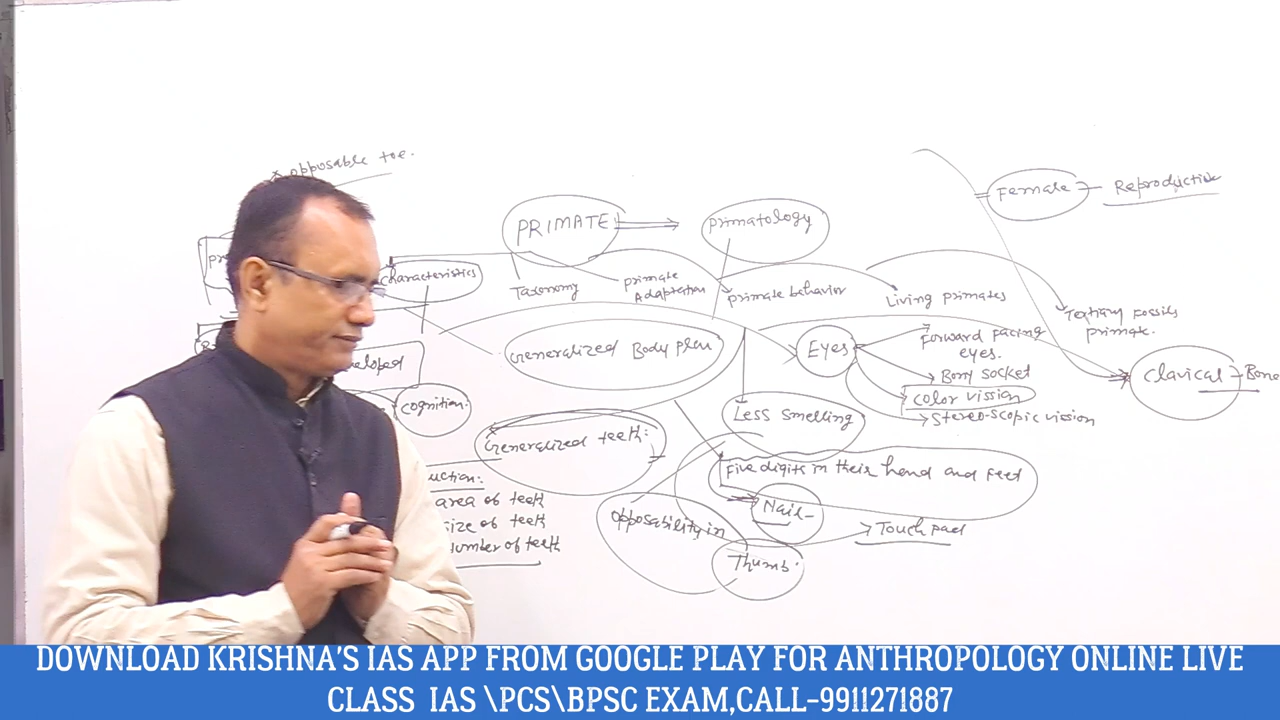 opposable toe.
Female
Reproductive
PRIMATE
primatology
characteristics
Taxonomy
primate
Adaptation
primate behavior
Living primates
Tertiary Fossils
primate.
Generalized Body plan
Eyes
Forward facing
eyes.
Bony socket
color vission
Stereo-scopic vission
Clavical - Bone
cognition.
Less smelling
Generalized teeth:
Five digits in their hand and Feet
Nail-
area of teeth
of teeth
of teeth
opposability in
Thumb.
Touch pad
DOWNLOAD KRISHNA'S IAS APP FROM GOOGLE PLAY FOR ANTHROPOLOGY ONLINE LIVE
CLASS IAS \PCS\BPSC EXAM,CALL-9911271887